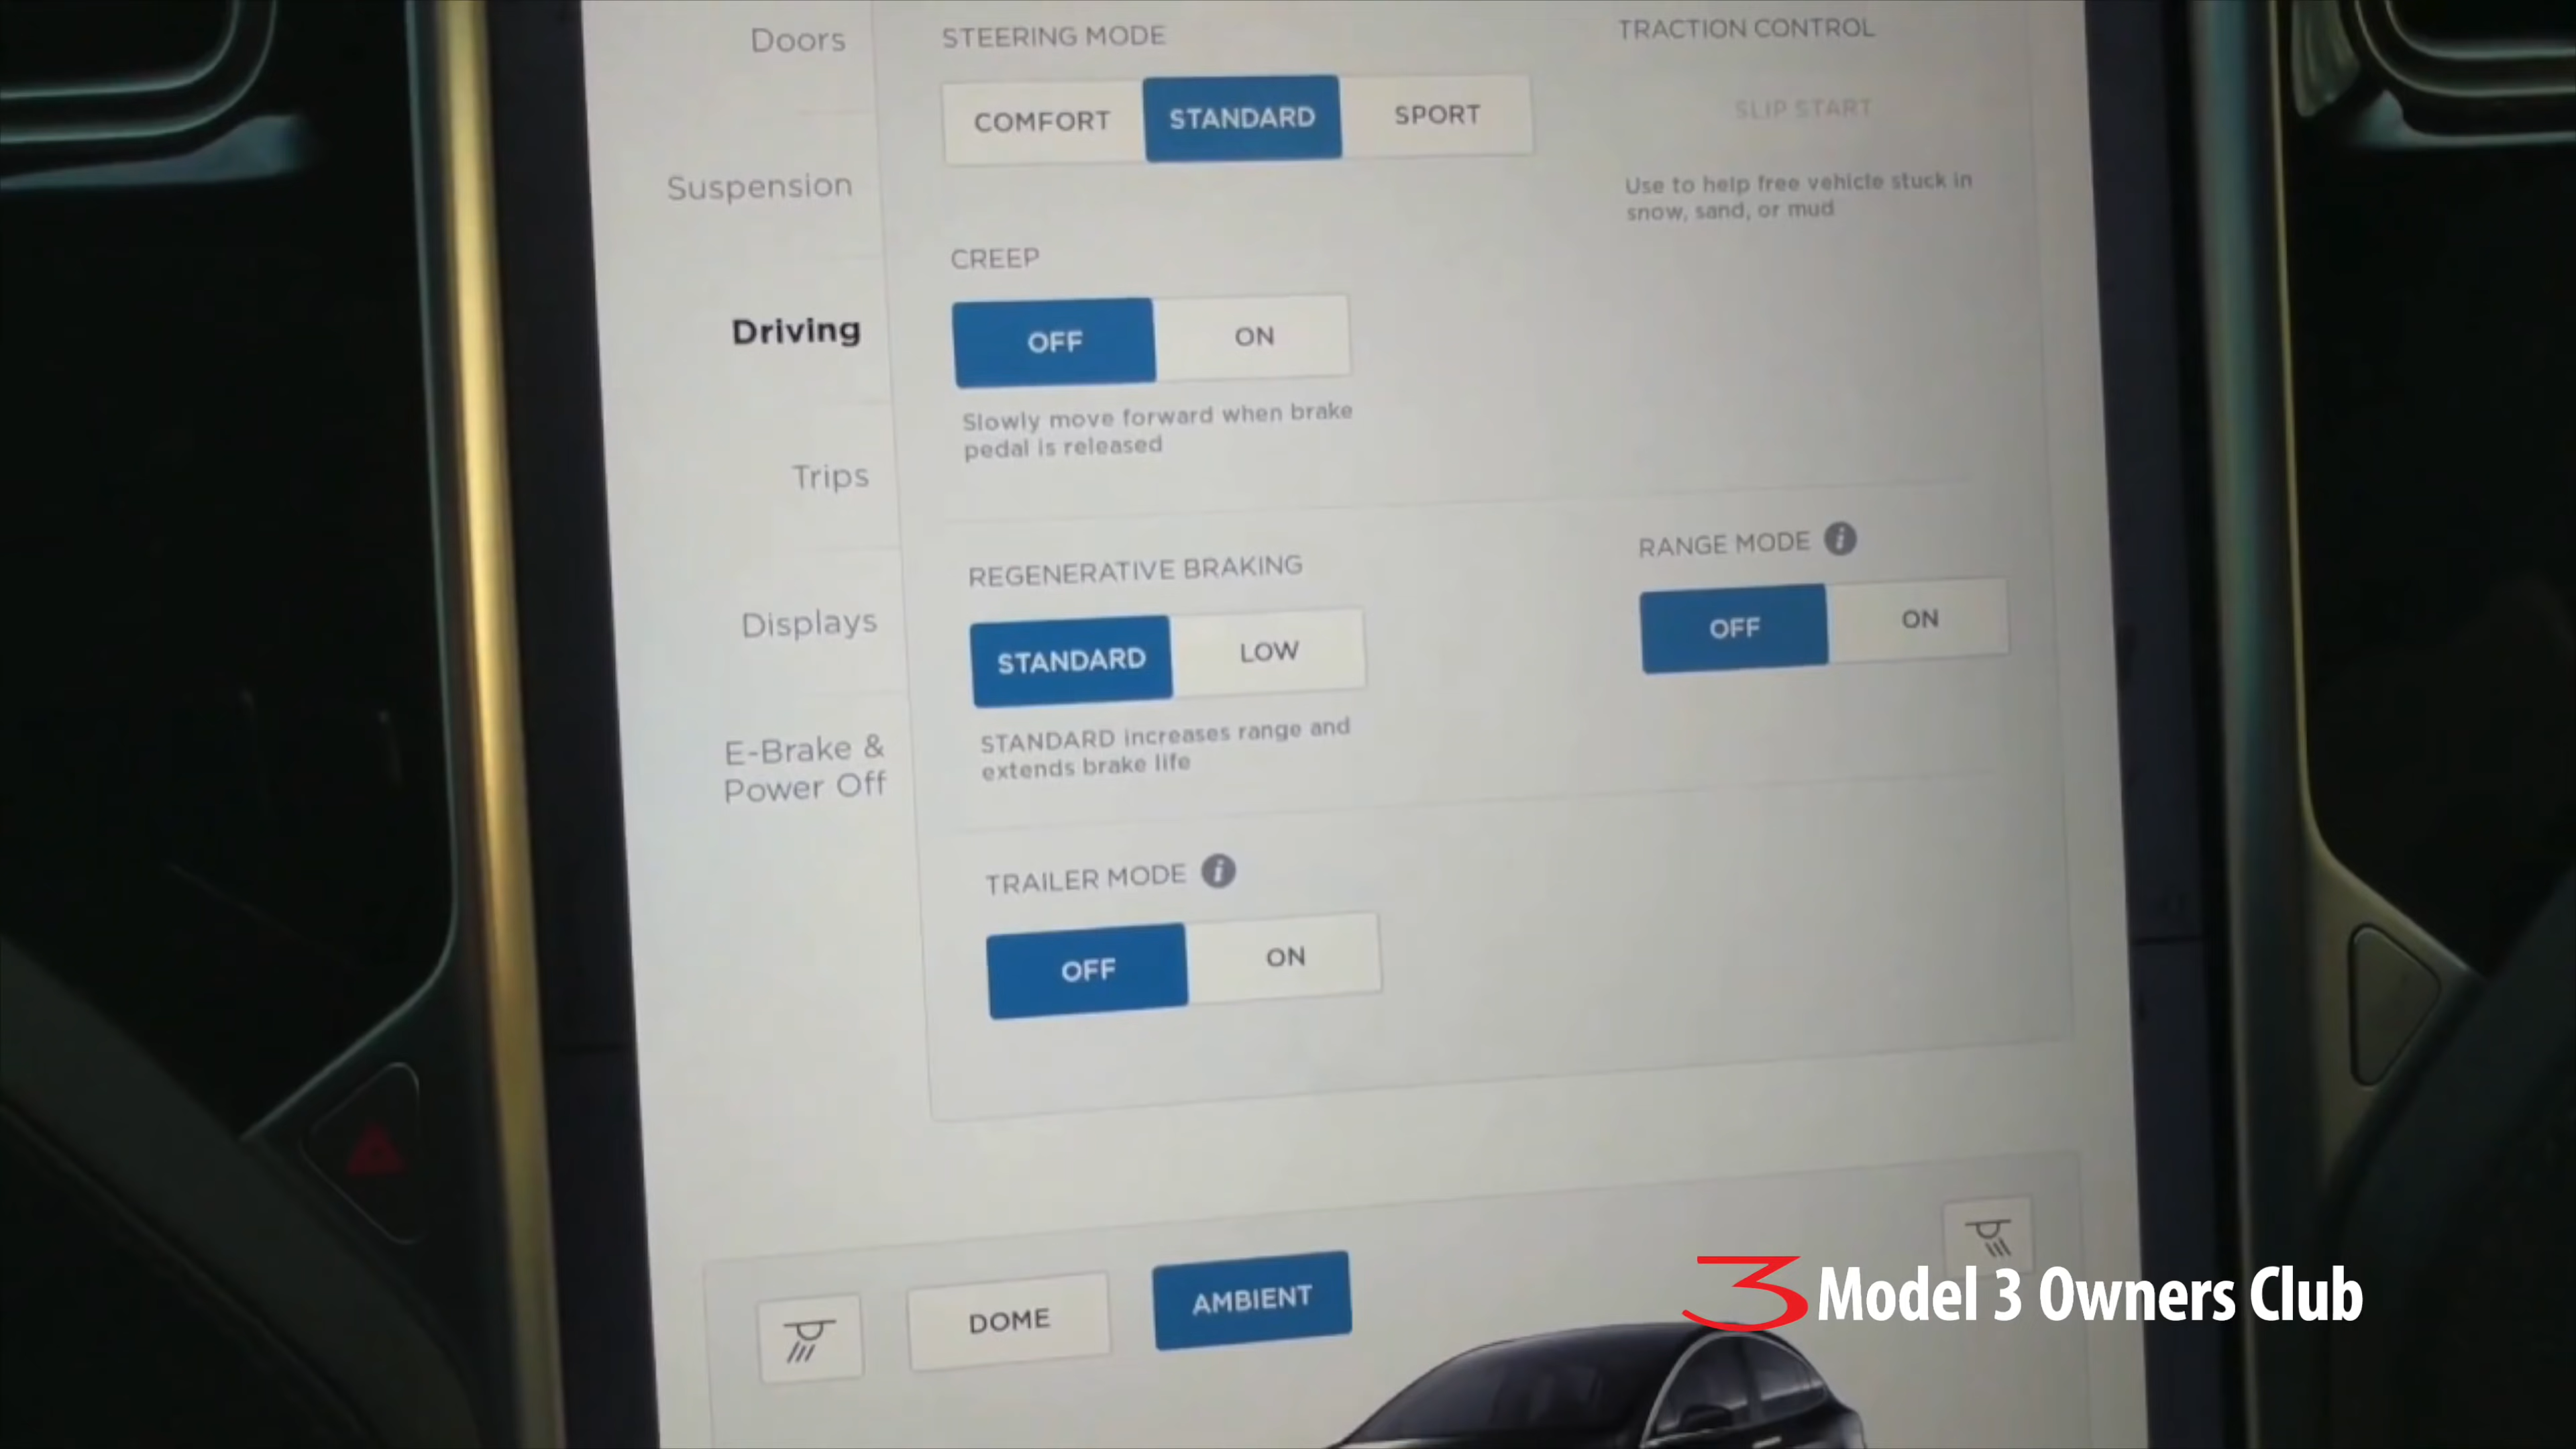 Doors
Suspension
Driving
Trips
Displays
E-Brake &
Power Off
STEERING MODE
COMFORT STANDARD SPORT
TRACTION CONTROL
SLIP START
Use to help free vehicle stuck in
snow, sand, or mud
CREEP
OFF ON
Slowly move forward when brake
pedal is released
REGENERATIVE BRAKING
STANDARD LOW
STANDARD increases range and
extends brake life
RANGE MODE i
OFF ON
TRAILER MODE i
OFF ON
DOME AMBIENT
3 Model 3 Owners Club